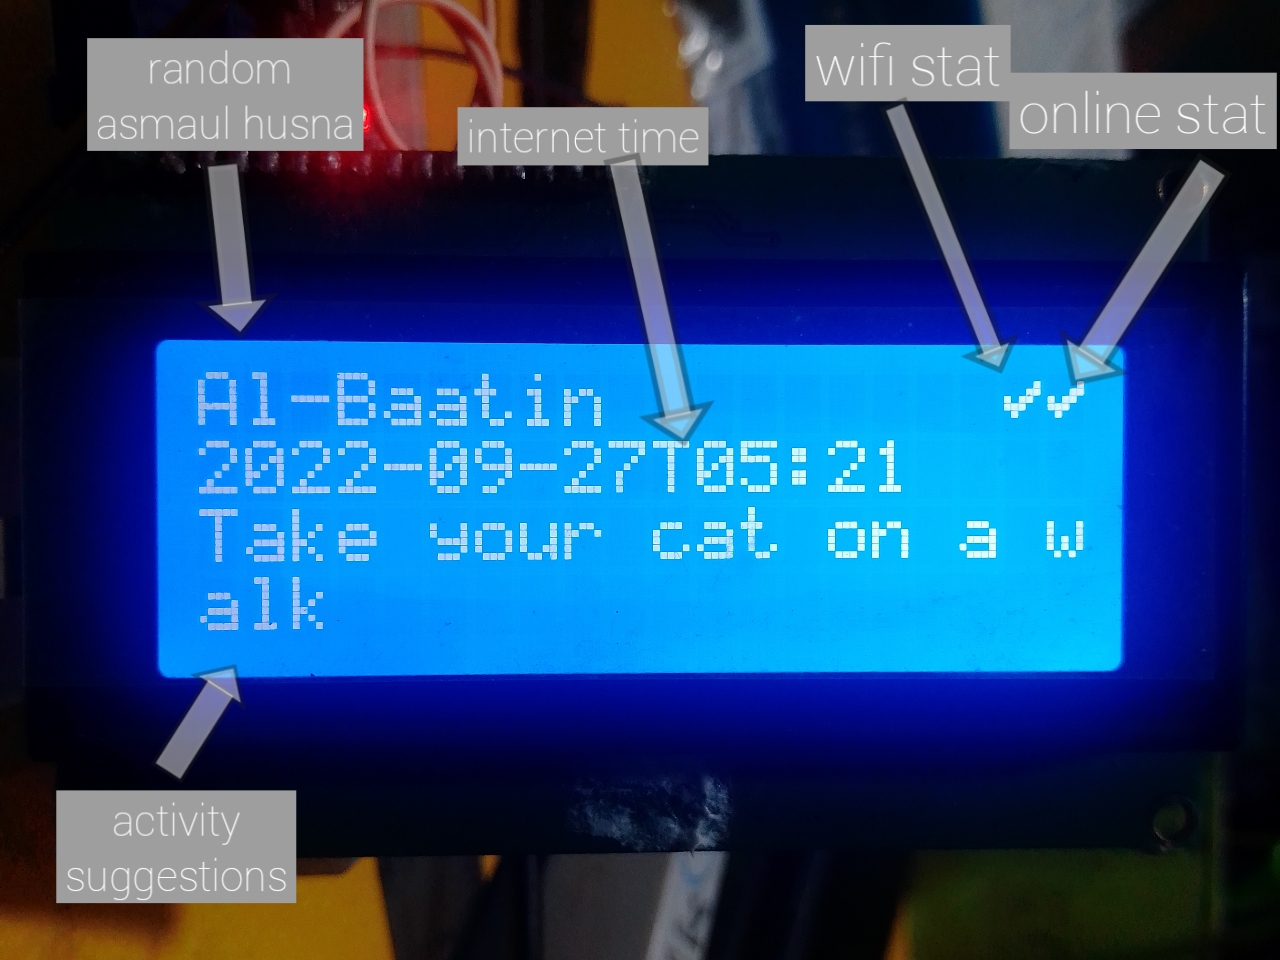 random
asmaul husna
internet time
wifi stat
online stat
Al-Baatin ✓✓
2022-09-27T05:21
Take your cat on a w
alk
activity
suggestions